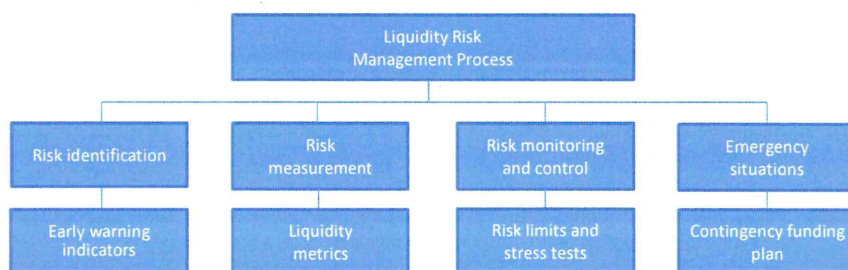 Liquidity Risk
Management Process
Risk identification
Risk
measurement
Risk monitoring
and control
Emergency
situations
Early warning
indicators
Liquidity
metrics
Risk limits and
stress tests
Contingency funding
plan